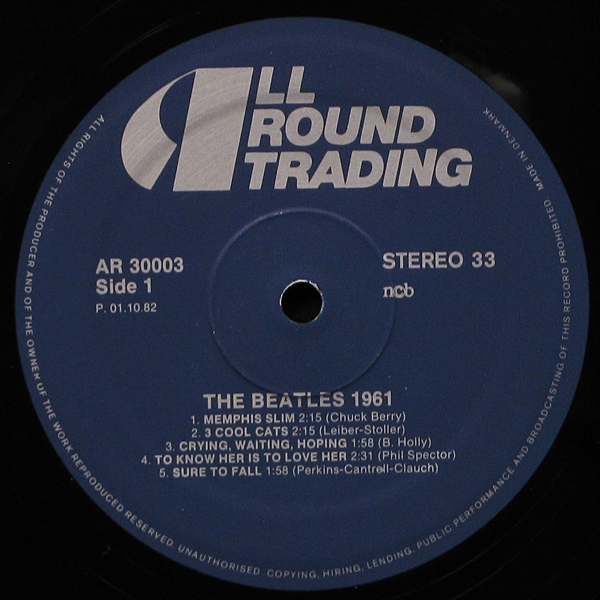 ALL
ROUND
TRADING
AR 30003
Side 1
P. 01.10.82
STEREO 33
ncb
THE BEATLES 1961
1. MEMPHIS SLIM 2:15 (Chuck Berry)
2. 3 COOL CATS 2:15 (Leiber-Stoller)
3. CRYING, WAITING, HOPING 1:58 (B. Holly)
4. TO KNOW HER IS TO LOVE HER 2:31 (Phil Spector)
5. SURE TO FALL 1:58 (Perkins-Cantrell-Clauch)
ALL RIGHTS OF THE PRODUCER AND OF THE OWNER OF THE WORK REPRODUCED RESERVED. UNAUTHORISED COPYING, HIRING, LENDING, PUBLIC PERFORMANCE AND BROADCASTING OF THIS RECORD PROHIBITED MADE IN DENMARK